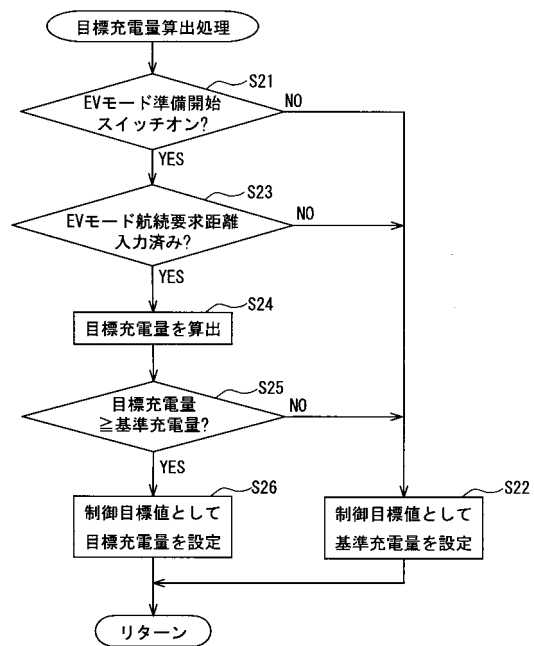 目標充電量算出処理
S21
EVモード準備開始
スイッチオン?
NO
YES
S23
EVモード航続要求距離
入力済み?
NO
YES
S24
目標充電量を算出
S25
目標充電量
≧基準充電量?
NO
YES
S26
制御目標値として
目標充電量を設定
S22
制御目標値として
基準充電量を設定
リターン